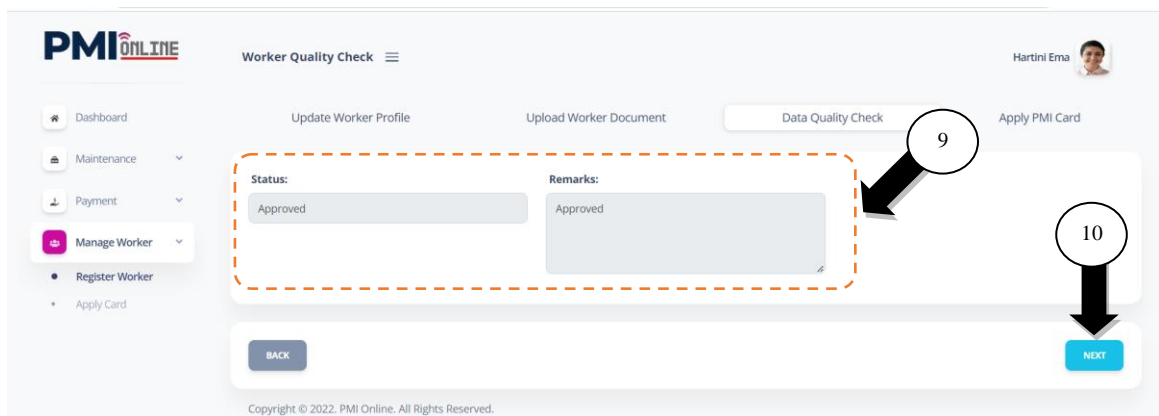 PMI ONLINE
Worker Quality Check
Hartini Ema
Dashboard
Maintenance
Payment
Manage Worker
Register Worker
Apply Card
Update Worker Profile
Upload Worker Document
Data Quality Check
Apply PMI Card
9
Status:
Remarks:
Approved
Approved
10
BACK
NEXT
Copyright © 2022. PMI Online. All Rights Reserved.